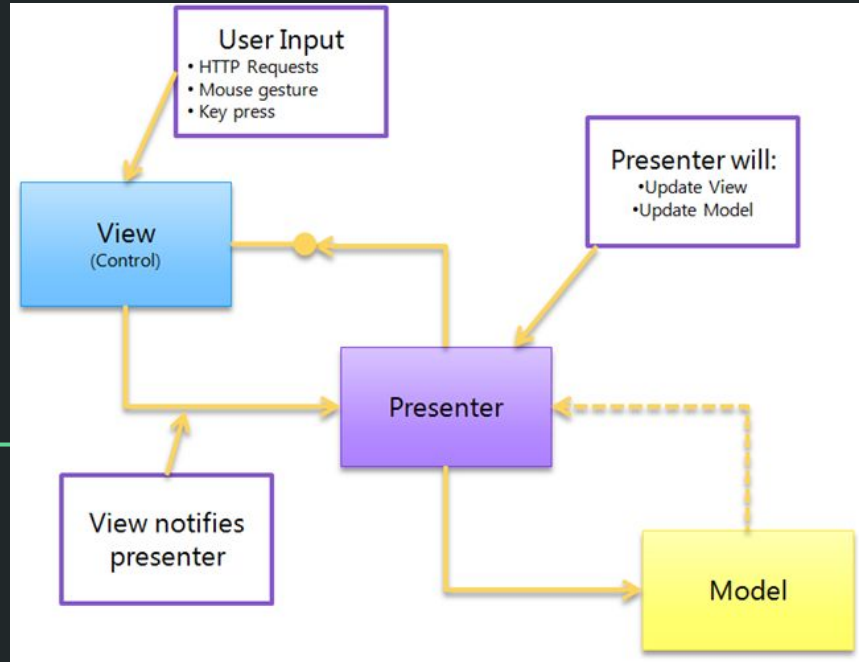 User Input
• HTTP Requests
• Mouse gesture
• Key press
Presenter will:
•Update View
•Update Model
View
(Control)
Presenter
View notifies
presenter
Model